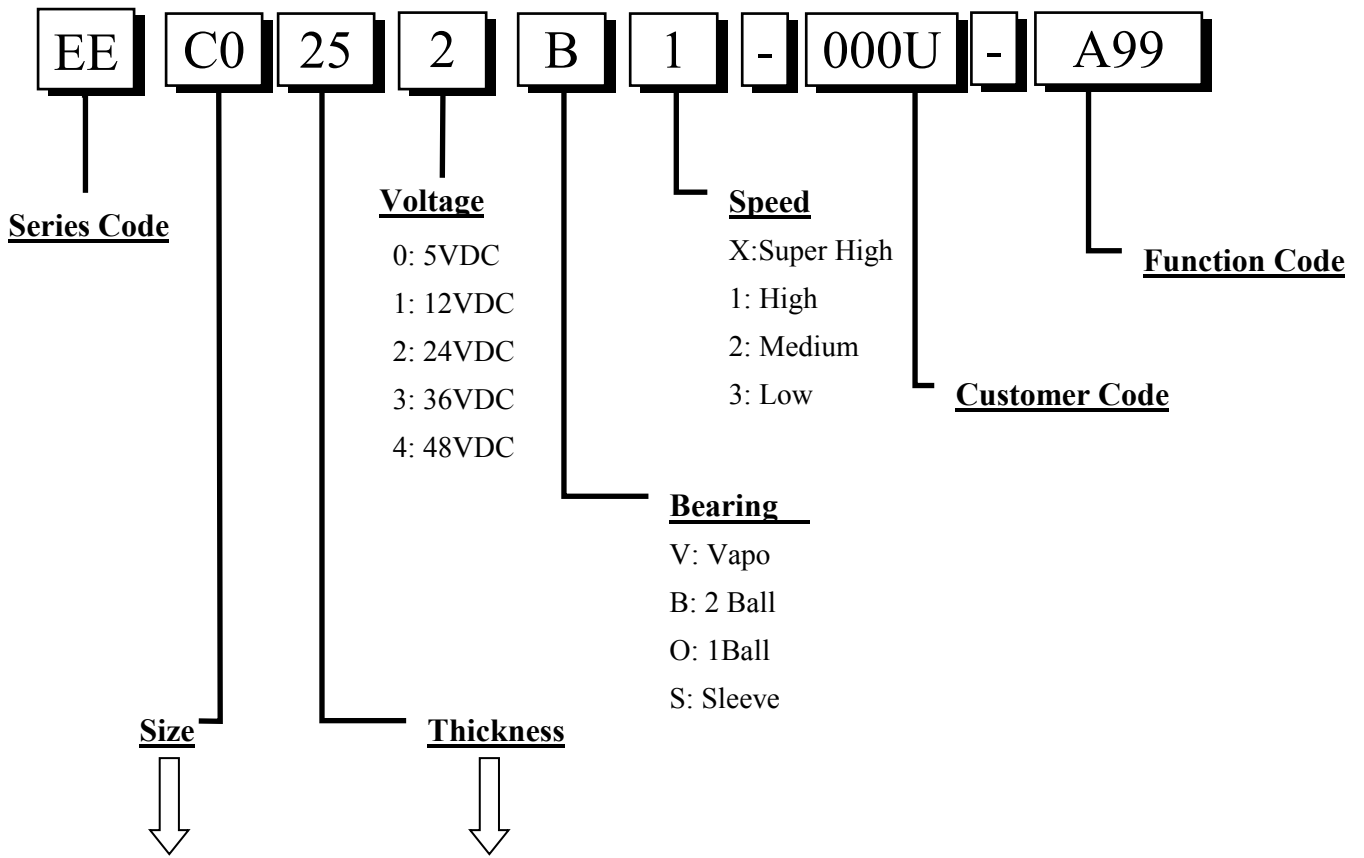 EE C0 25 2 B 1 - 000U - A99
Series Code
Voltage
0: 5VDC
1: 12VDC
2: 24VDC
3: 36VDC
4: 48VDC
Speed
X:Super High
1: High
2: Medium
3: Low
Function Code
Customer Code
Bearing
V: Vapo
B: 2 Ball
O: 1Ball
S: Sleeve
Size
Thickness